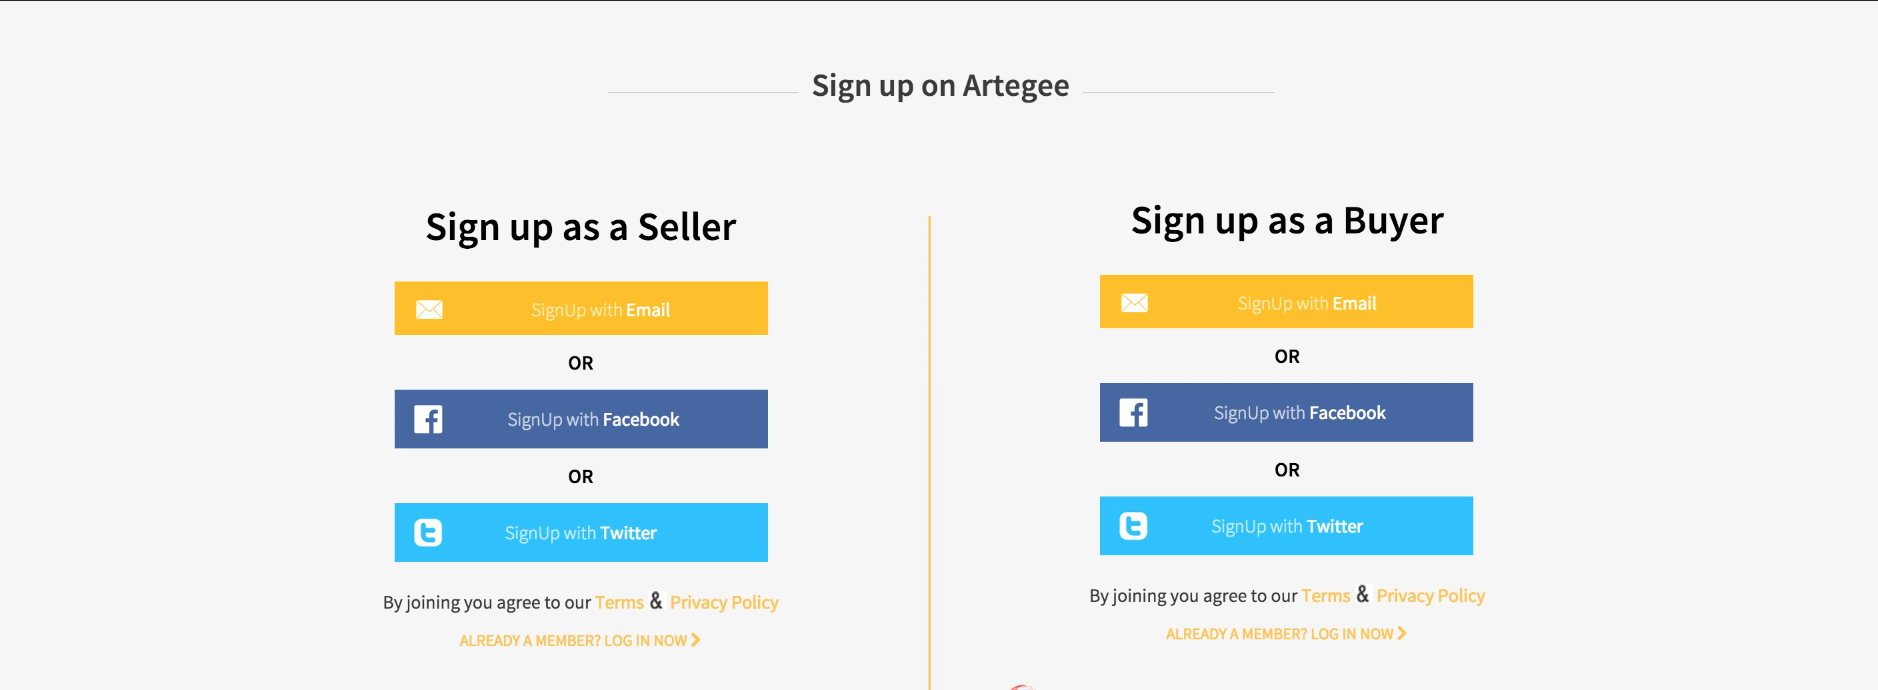 Sign up on Artegee
Sign up as a Seller
SignUp with Email
OR
SignUp with Facebook
OR
SignUp with Twitter
By joining you agree to our Terms & Privacy Policy
ALREADY A MEMBER? LOG IN NOW
Sign up as a Buyer
SignUp with Email
OR
SignUp with Facebook
OR
SignUp with Twitter
By joining you agree to our Terms & Privacy Policy
ALREADY A MEMBER? LOG IN NOW